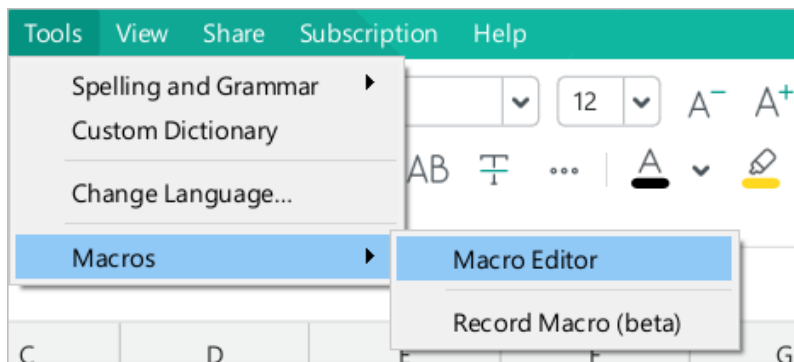 Tools View Share Subscription Help
Spelling and Grammar
12 A− A+
Custom Dictionary
AB T A
Change Language...
Macros
Macro Editor
Record Macro (beta)
C D E F G